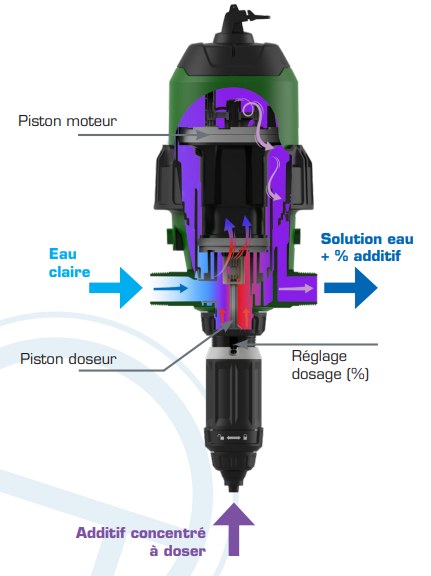 Piston moteur
Eau
claire
Solution eau
+ % additif
Piston doseur
Réglage
dosage (%)
Additif concentré
à doser